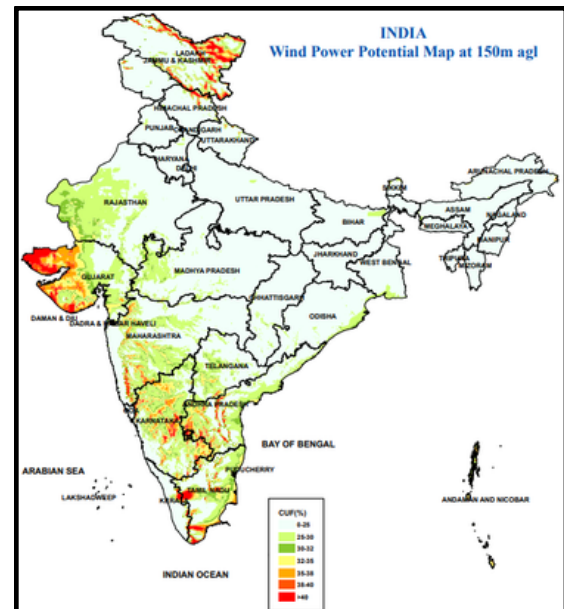 INDIA
Wind Power Potential Map at 150m agl
LADAKH
JAMMU & KASHMIR
HIMACHAL PRADESH
PUNJAB
CHANDIGARH
UTTARAKHAND
HARYANA
DELHI
ARUNACHAL PRADESH
SIKKIM
RAJASTHAN
UTTAR PRADESH
ASSAM
NAGALAND
BIHAR
MEGHALAYA
MANIPUR
JHARKHAND
TRIPURA
MIZORAM
WEST BENGAL
GUJARAT
MADHYA PRADESH
CHHATTISGARH
ODISHA
DAMAN & DIU
DADRA & NAGAR HAVELI
MAHARASHTRA
TELANGANA
GOA
ANDHRA PRADESH
KARNATAKA
BAY OF BENGAL
ARABIAN SEA
PUDUCHERRY
LAKSHADWEEP
TAMIL NADU
KERALA
ANDAMAN AND NICOBAR
INDIAN OCEAN
CUF(%)
0-25
25-30
30-32
32-35
35-38
38-40
>40